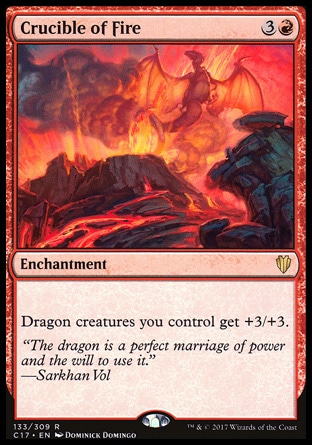 Crucible of Fire 3
Enchantment
Dragon creatures you control get +3/+3.
“The dragon is a perfect marriage of power
and the will to use it.”
—Sarkhan Vol
133/309 R
C17 • EN DOMINICK DOMINGO
™ & © 2017 Wizards of the Coast